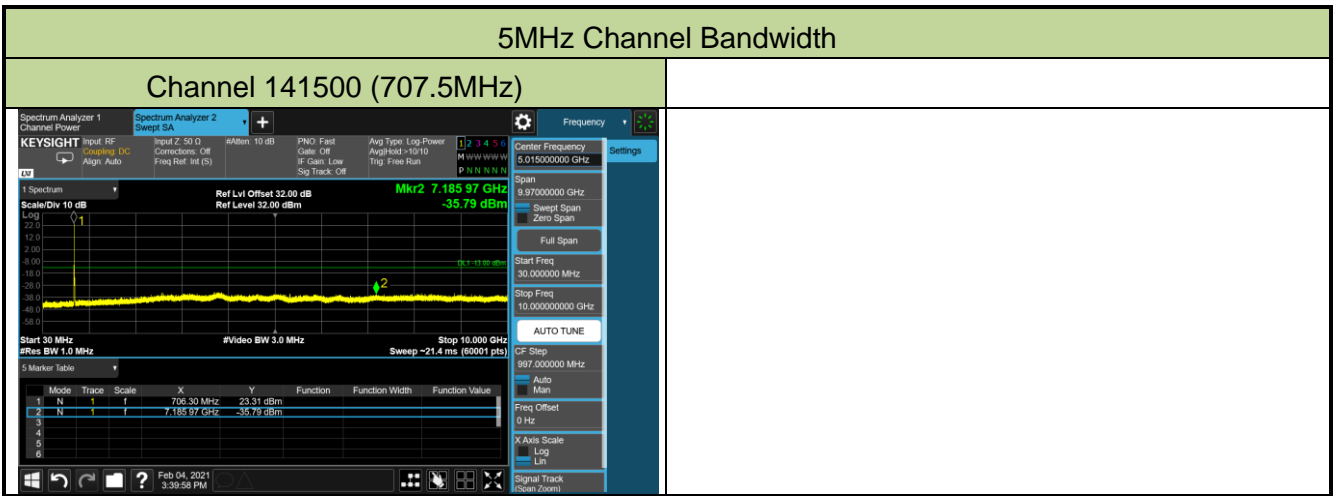 5MHz Channel Bandwidth
Channel 141500 (707.5MHz)
Spectrum Analyzer 1
Channel Power
Spectrum Analyzer 2
Swept SA
+
Frequency
KEYSIGHT
Input: RF
Coupling: DC
Align: Auto
Input Z: 50 Ω
Corrections: Off
Freq Ref: Int (S)
#Atten: 10 dB
PNO: Fast
Gate: Off
IF Gain: Low
Sig Track: Off
Avg Type: Log-Power
Avg|Hold:>10/10
Trig: Free Run
1 2 3 4 5 6
M W W W W W
P N N N N N
LXI
1 Spectrum
Scale/Div 10 dB
Ref Lvl Offset 32.00 dB
Ref Level 32.00 dBm
Mkr2 7.185 97 GHz
-35.79 dBm
Log
1
22.0
12.0
2.00
-8.00
DL1 -13.00 dBm
-18.0
-28.0
2
-38.0
-48.0
-58.0
Start 30 MHz
#Video BW 3.0 MHz
Stop 10.000 GHz
#Res BW 1.0 MHz
Sweep ~21.4 ms (60001 pts)
5 Marker Table
Mode Trace Scale X Y Function Function Width Function Value
1 N 1 f 706.30 MHz 23.31 dBm
2 N 1 f 7.185 97 GHz -35.79 dBm
3
4
5
6
?
Feb 04, 2021
3:39:58 PM
Center Frequency
5.015000000 GHz
Settings
Span
9.97000000 GHz
Swept Span
Zero Span
Full Span
Start Freq
30.000000 MHz
Stop Freq
10.000000000 GHz
AUTO TUNE
CF Step
997.000000 MHz
Auto
Man
Freq Offset
0 Hz
X Axis Scale
Log
Lin
Signal Track
(Span Zoom)